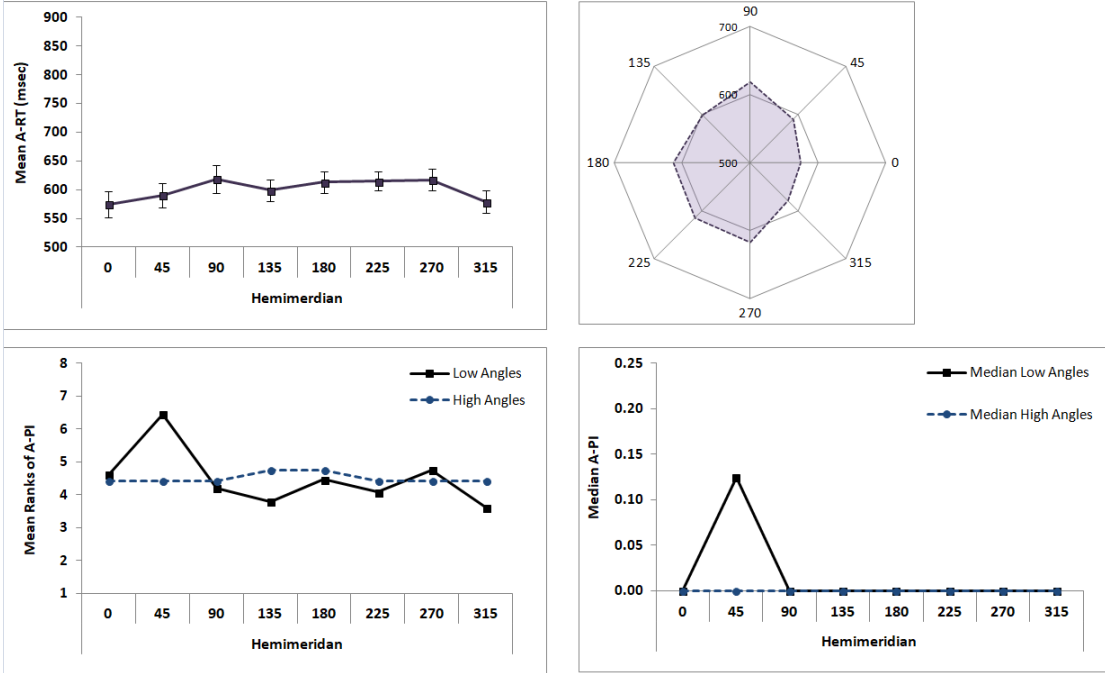 900
850
800
750
700
650
600
550
500
Mean A-RT (msec)
0 45 90 135 180 225 270 315
Hemimerdian
90
700
135 45
600
180 500 0
225 315
270
8
7
6
5
4
3
2
1
Mean Ranks of A-PI
Low Angles
High Angles
0 45 90 135 180 225 270 315
Hemimeridan
0.25
0.20
0.15
0.10
0.05
0.00
Median A-PI
Median Low Angles
Median High Angles
0 45 90 135 180 225 270 315
Hemimeridian